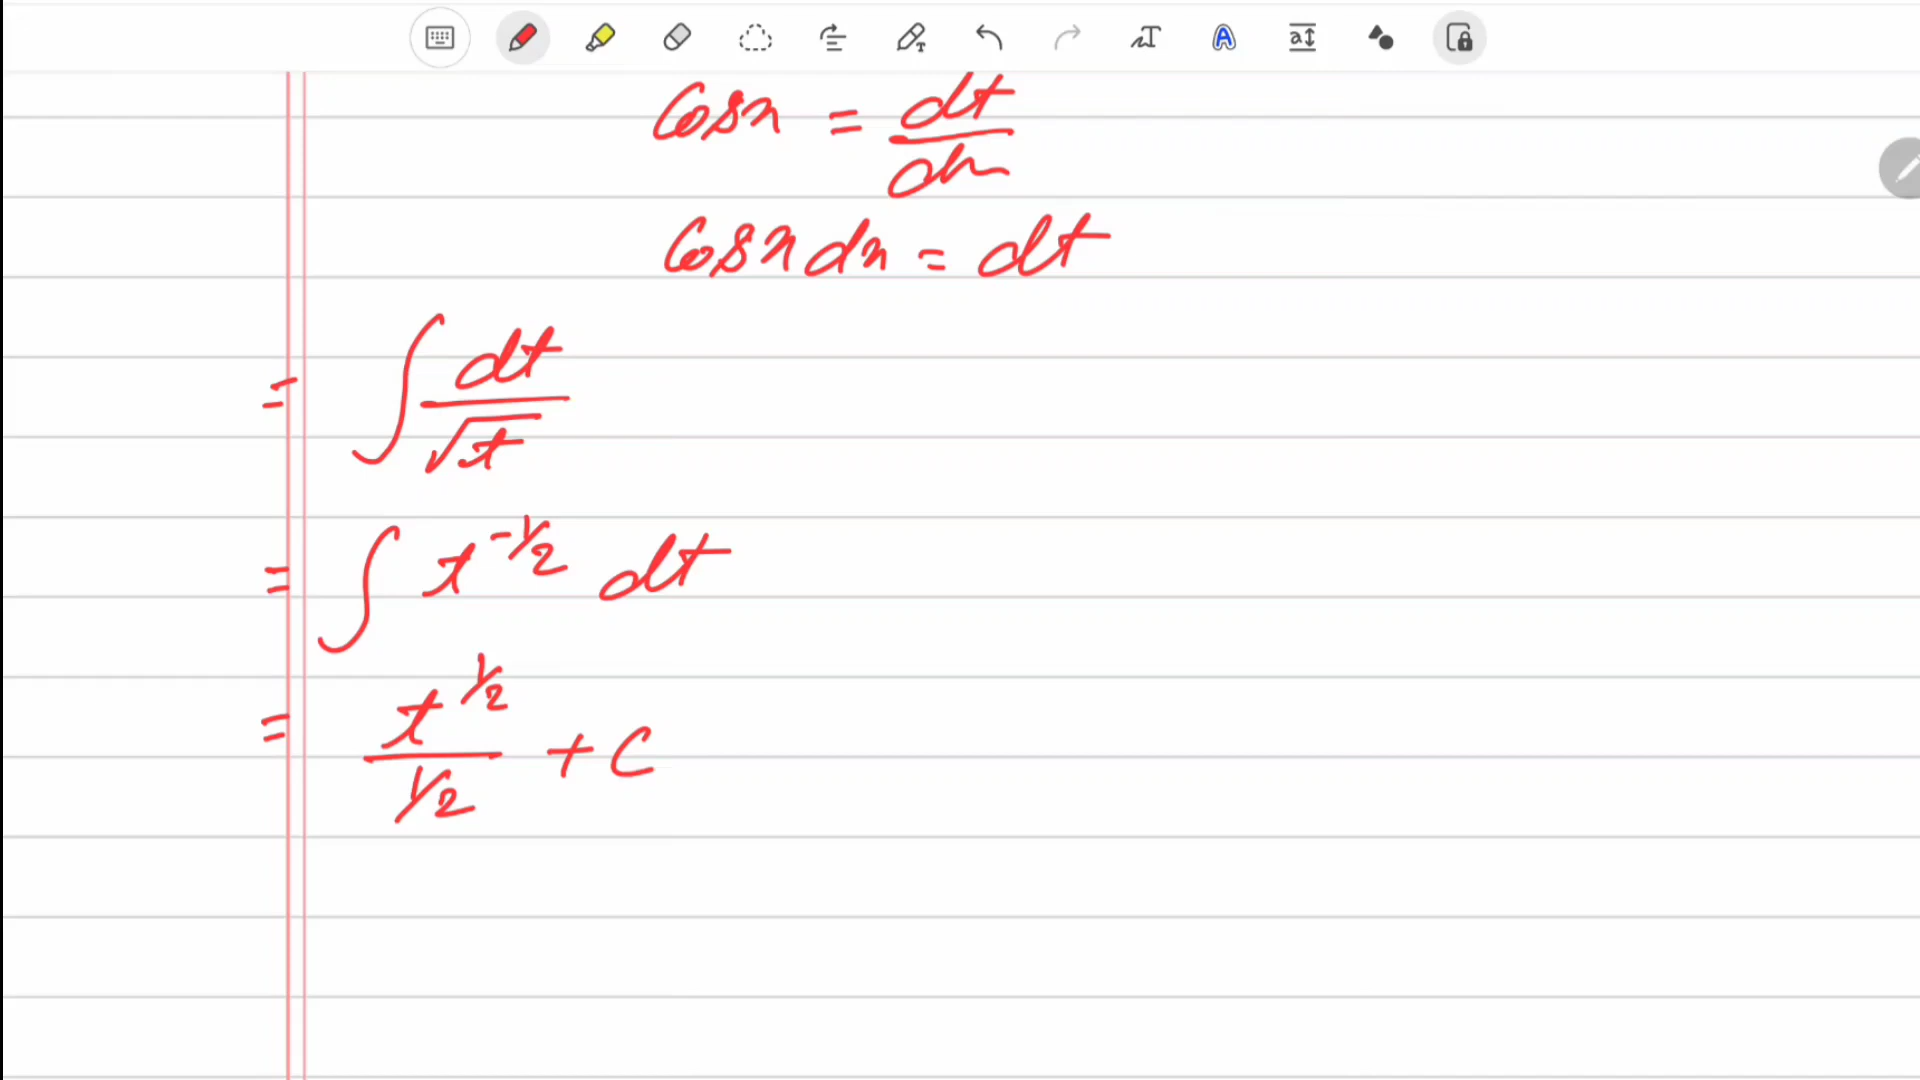 Cosx = dt/dx
Cosx dx = dt
= ∫ dt/√t
= ∫ t^-1/2 dt
= t^1/2 / 1/2 + C